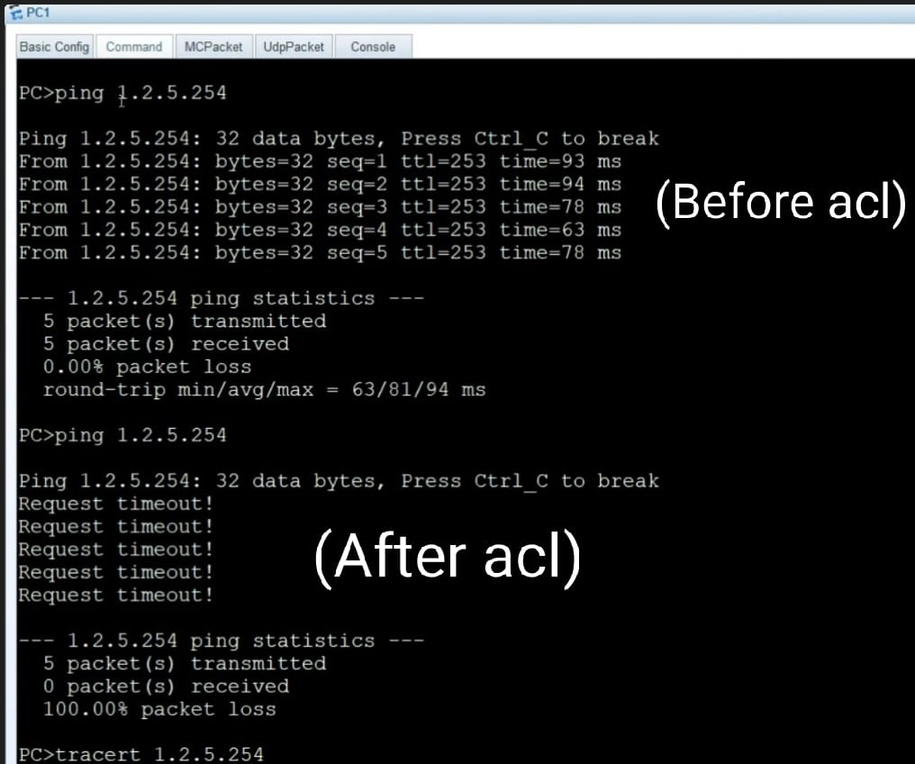 PC1
Basic Config Command MCPacket UdpPacket Console
PC>ping 1.2.5.254
Ping 1.2.5.254: 32 data bytes, Press Ctrl_C to break
From 1.2.5.254: bytes=32 seq=1 ttl=253 time=93 ms
From 1.2.5.254: bytes=32 seq=2 ttl=253 time=94 ms
From 1.2.5.254: bytes=32 seq=3 ttl=253 time=78 ms
From 1.2.5.254: bytes=32 seq=4 ttl=253 time=63 ms
From 1.2.5.254: bytes=32 seq=5 ttl=253 time=78 ms
(Before acl)
--- 1.2.5.254 ping statistics ---
5 packet(s) transmitted
5 packet(s) received
0.00% packet loss
round-trip min/avg/max = 63/81/94 ms
PC>ping 1.2.5.254
Ping 1.2.5.254: 32 data bytes, Press Ctrl_C to break
Request timeout!
Request timeout!
Request timeout!
Request timeout!
Request timeout!
(After acl)
--- 1.2.5.254 ping statistics ---
5 packet(s) transmitted
0 packet(s) received
100.00% packet loss
PC>tracert 1.2.5.254